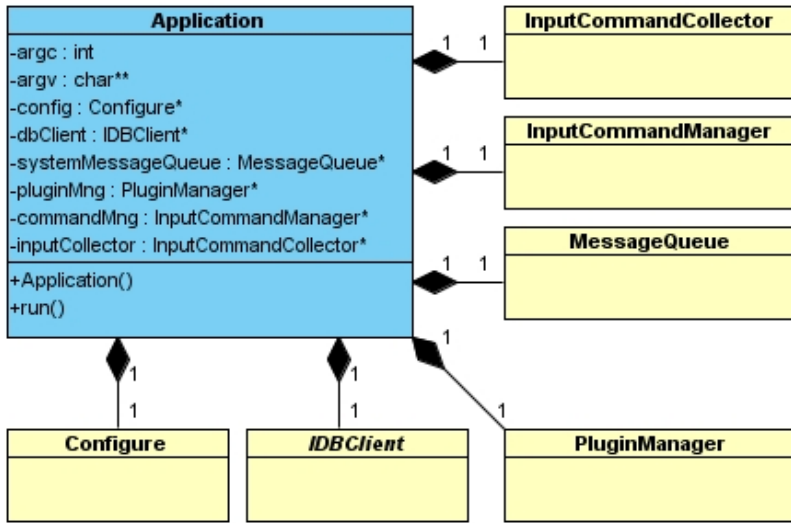 Application
-argc : int
-argv : char**
-config : Configure*
-dbClient : IDBClient*
-systemMessageQueue : MessageQueue*
-pluginMng : PluginManager*
-commandMng : InputCommandManager*
-inputCollector : InputCommandCollector*
+Application()
+run()
1 1
InputCommandCollector
1 1
InputCommandManager
1 1
MessageQueue
1
1
Configure
1
1
IDBClient
1
1
PluginManager